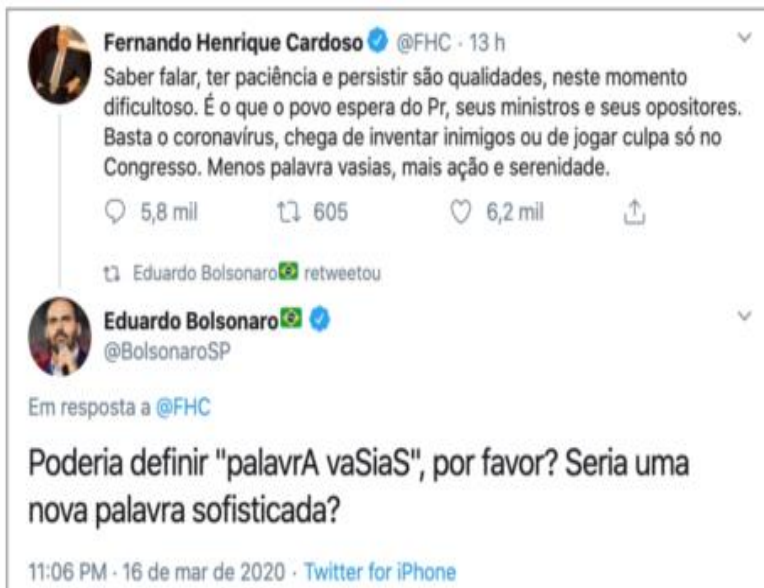 Fernando Henrique Cardoso @FHC · 13 h
Saber falar, ter paciência e persistir são qualidades, neste momento
dificultoso. É o que o povo espera do Pr, seus ministros e seus opositores.
Basta o coronavírus, chega de inventar inimigos ou de jogar culpa só no
Congresso. Menos palavra vasias, mais ação e serenidade.
5,8 mil 605 6,2 mil
Eduardo Bolsonaro🇧🇷 retweetou
Eduardo Bolsonaro🇧🇷
@BolsonaroSP
Em resposta a @FHC
Poderia definir "palavrA vaSiaS", por favor? Seria uma
nova palavra sofisticada?
11:06 PM · 16 de mar de 2020 · Twitter for iPhone